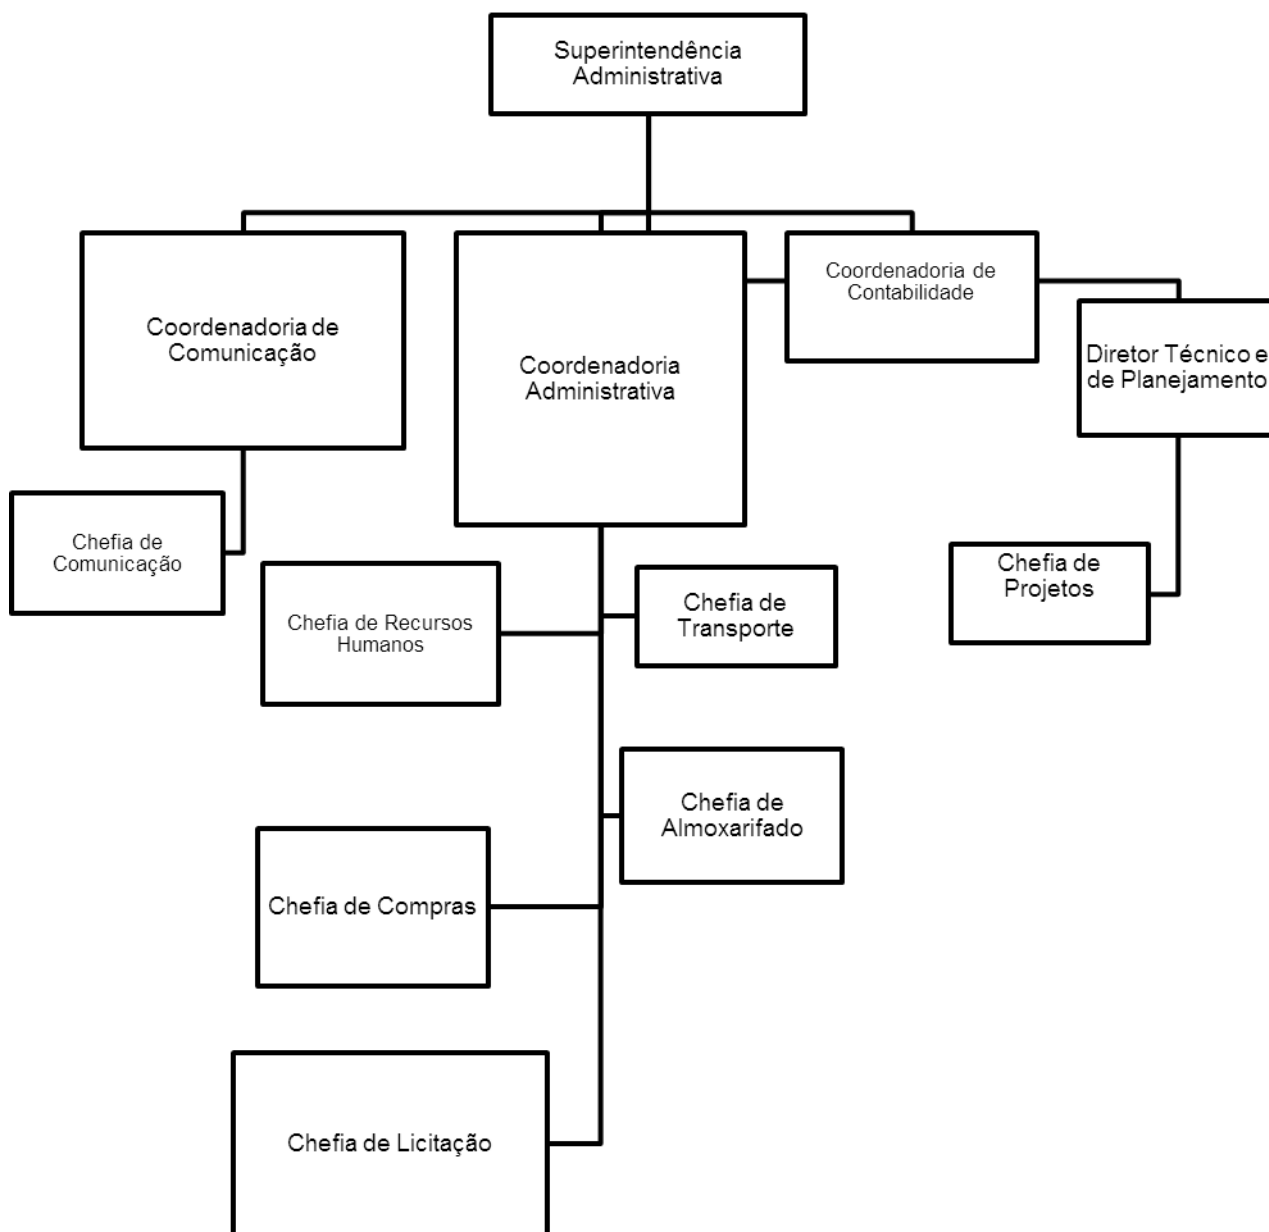 Superintendência
Administrativa
Coordenadoria de
Comunicação
Coordenadoria
Administrativa
Coordenadoria de
Contabilidade
Diretor Técnico e
de Planejamento
Chefia de
Comunicação
Chefia de Recursos
Humanos
Chefia de
Transporte
Chefia de
Projetos
Chefia de
Almoxarifado
Chefia de Compras
Chefia de Licitação